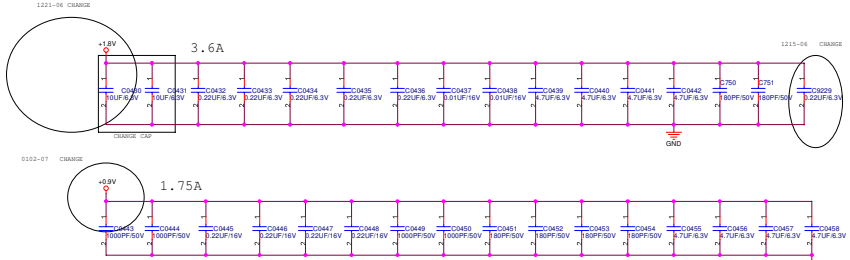 1221-06 CHANGE
+1.8V
3.6A
1215-06 CHANGE
C0430 C0431 C0432 C0433 C0434 C0435 C0436 C0437 C0438 C0439 C0440 C0441 C0442 C750 C751 C9229
10UF/6.3V 10UF/6.3V 0.22UF/6.3V 0.22UF/6.3V 0.22UF/6.3V 0.22UF/6.3V 0.22UF/6.3V 0.01UF/16V 0.01UF/16V 4.7UF/6.3V 4.7UF/6.3V 4.7UF/6.3V 4.7UF/6.3V 180PF/50V 180PF/50V 0.22UF/6.3V
CHANGE CAP
GND
0102-07 CHANGE
+0.9V
1.75A
C0443 C0444 C0445 C0446 C0447 C0448 C0449 C0450 C0451 C0452 C0453 C0454 C0455 C0456 C0457 C0458
1000PF/50V 1000PF/50V 0.22UF/16V 0.22UF/16V 0.22UF/16V 0.22UF/16V 1000PF/50V 1000PF/50V 180PF/50V 180PF/50V 180PF/50V 180PF/50V 4.7UF/6.3V 4.7UF/6.3V 4.7UF/6.3V 4.7UF/6.3V